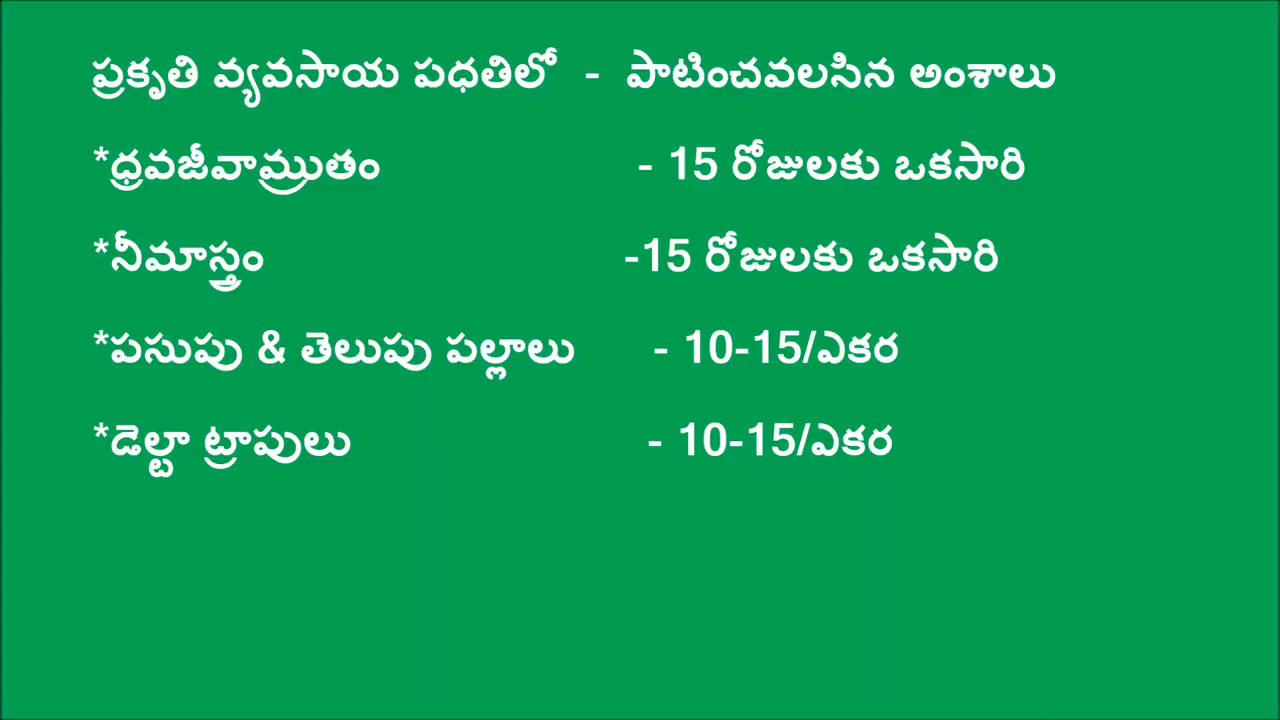 ప్రకృతి వ్యవసాయ పధతిలో - పాటించవలసిన అంశాలు
*ధ్రవజీవామ్రుతం - 15 రోజులకు ఒకసారి
*నీమాస్త్రం -15 రోజులకు ఒకసారి
*పసుపు & తెలుపు పల్లాలు - 10-15/ఎకర
*డెల్టా ట్రాపులు - 10-15/ఎకర